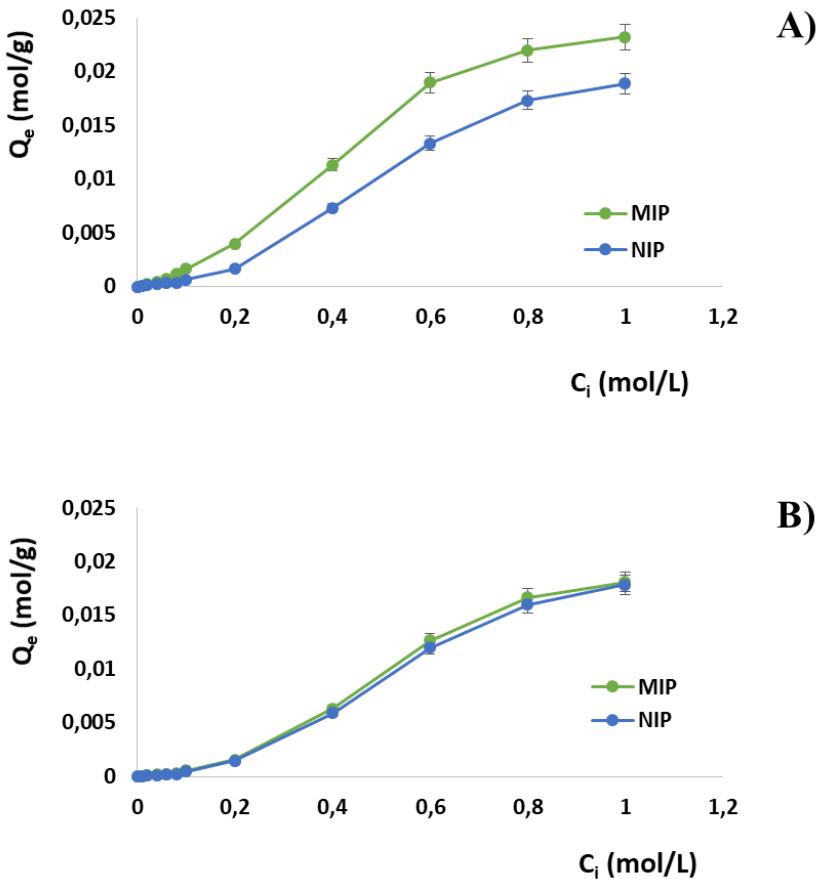 A)
0,025
0,02
0,015
0,01
0,005
0
Qe (mol/g)
MIP
NIP
0 0,2 0,4 0,6 0,8 1 1,2
Ci (mol/L)
B)
0,025
0,02
0,015
0,01
0,005
0
Qe (mol/g)
MIP
NIP
0 0,2 0,4 0,6 0,8 1 1,2
Ci (mol/L)